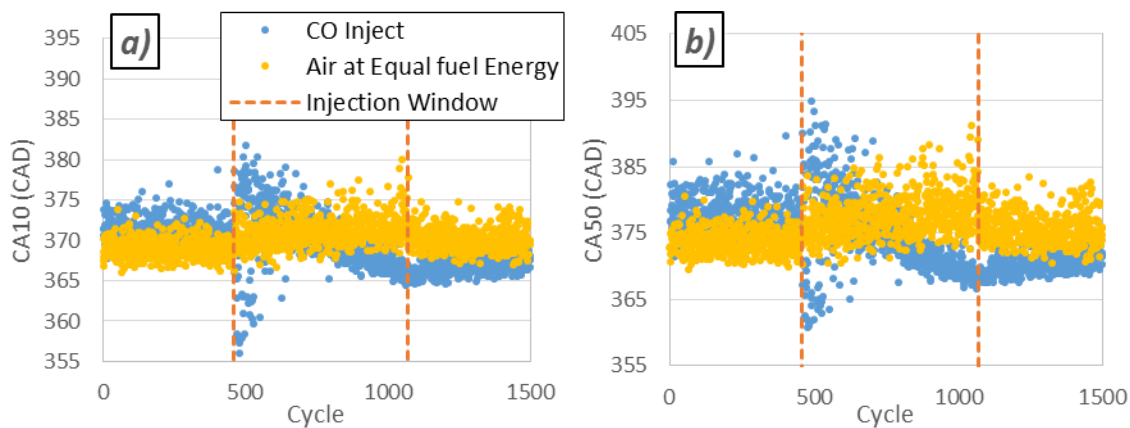 a)
CO Inject
Air at Equal fuel Energy
Injection Window
395
390
385
380
375
370
365
360
355
CA10 (CAD)
0
500
1000
1500
Cycle
b)
405
395
385
375
365
355
CA50 (CAD)
0
500
1000
1500
Cycle